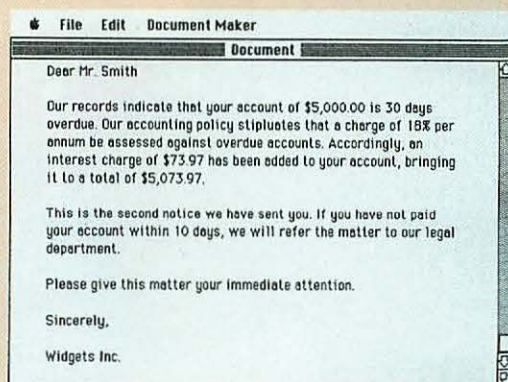 File Edit Document Maker
Document
Dear Mr. Smith
Our records indicate that your account of $5,000.00 is 30 days
overdue. Our accounting policy stipluates that a charge of 18% per
annum be assessed against overdue accounts. Accordingly, an
interest charge of $73.97 has been added to your account, bringing
it to a total of $5,073.97.
This is the second notice we have sent you. If you have not paid
your account within 10 days, we will refer the matter to our legal
department.
Please give this matter your immediate attention.
Sincerely,
Widgets Inc.